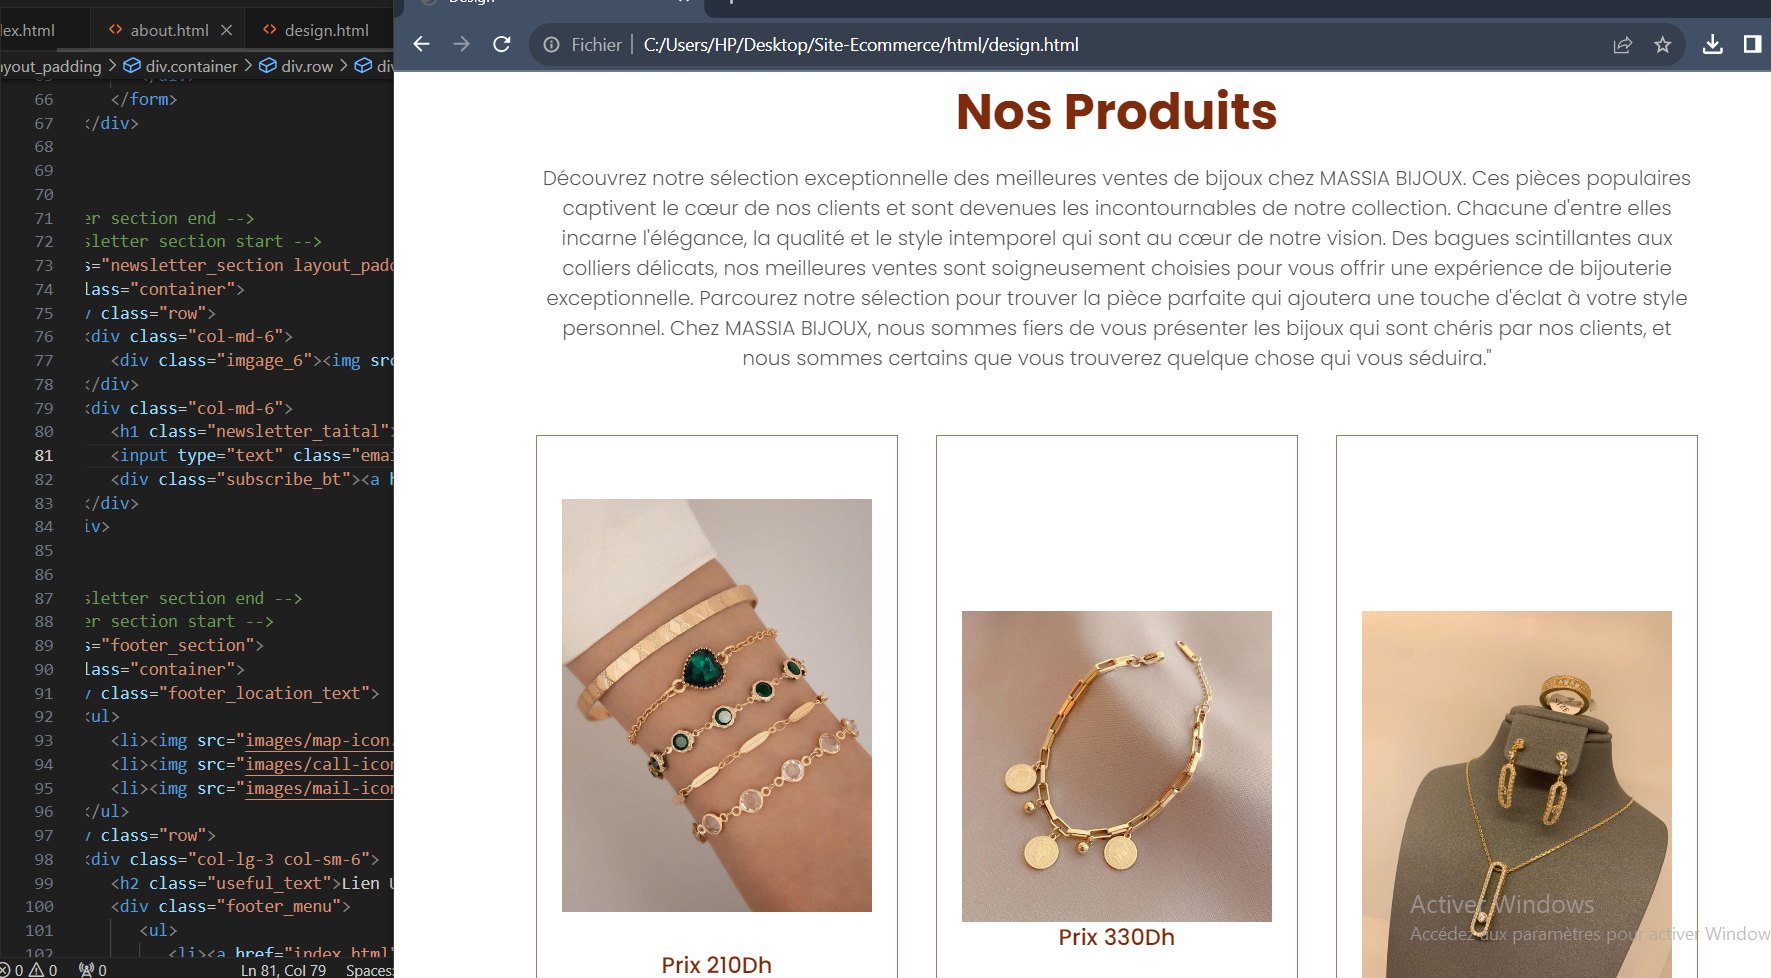 ex.html
about.html
design.html
Design
Fichier
C:/Users/HP/Desktop/Site-Ecommerce/html/design.html
yout_padding > div.container > div.row > di
66 </form>
67 </div>
68
69
70
71 er section end -->
72 sletter section start -->
73 s="newsletter_section layout_padd
74 lass="container">
75 v class="row">
76 <div class="col-md-6">
77 <div class="imgage_6"><img src
78 </div>
79 <div class="col-md-6">
80 <h1 class="newsletter_taital">
81 <input type="text" class="emai
82 <div class="subscribe_bt"><a h
83 </div>
84 iv>
85
86
87 sletter section end -->
88 er section start -->
89 s="footer_section">
90 lass="container">
91 v class="footer_location_text">
92 <ul>
93 <li><img src="images/map-icon.
94 <li><img src="images/call-icon
95 <li><img src="images/mail-icon
96 </ul>
97 v class="row">
98 <div class="col-lg-3 col-sm-6">
99 <h2 class="useful_text">Lien U
100 <div class="footer_menu">
101 <ul>
102 <li><a href="index.html"
0 0 0
Ln 81, Col 79 Spaces:
Nos Produits
Découvrez notre sélection exceptionnelle des meilleures ventes de bijoux chez MASSIA BIJOUX. Ces pièces populaires
captivent le cœur de nos clients et sont devenues les incontournables de notre collection. Chacune d'entre elles
incarne l'élégance, la qualité et le style intemporel qui sont au cœur de notre vision. Des bagues scintillantes aux
colliers délicats, nos meilleures ventes sont soigneusement choisies pour vous offrir une expérience de bijouterie
exceptionnelle. Parcourez notre sélection pour trouver la pièce parfaite qui ajoutera une touche d'éclat à votre style
personnel. Chez MASSIA BIJOUX, nous sommes fiers de vous présenter les bijoux qui sont chéris par nos clients, et
nous sommes certains que vous trouverez quelque chose qui vous séduira."
Prix 210Dh
Prix 330Dh
Activer Windows
Accédez aux paramètres pour activer Window